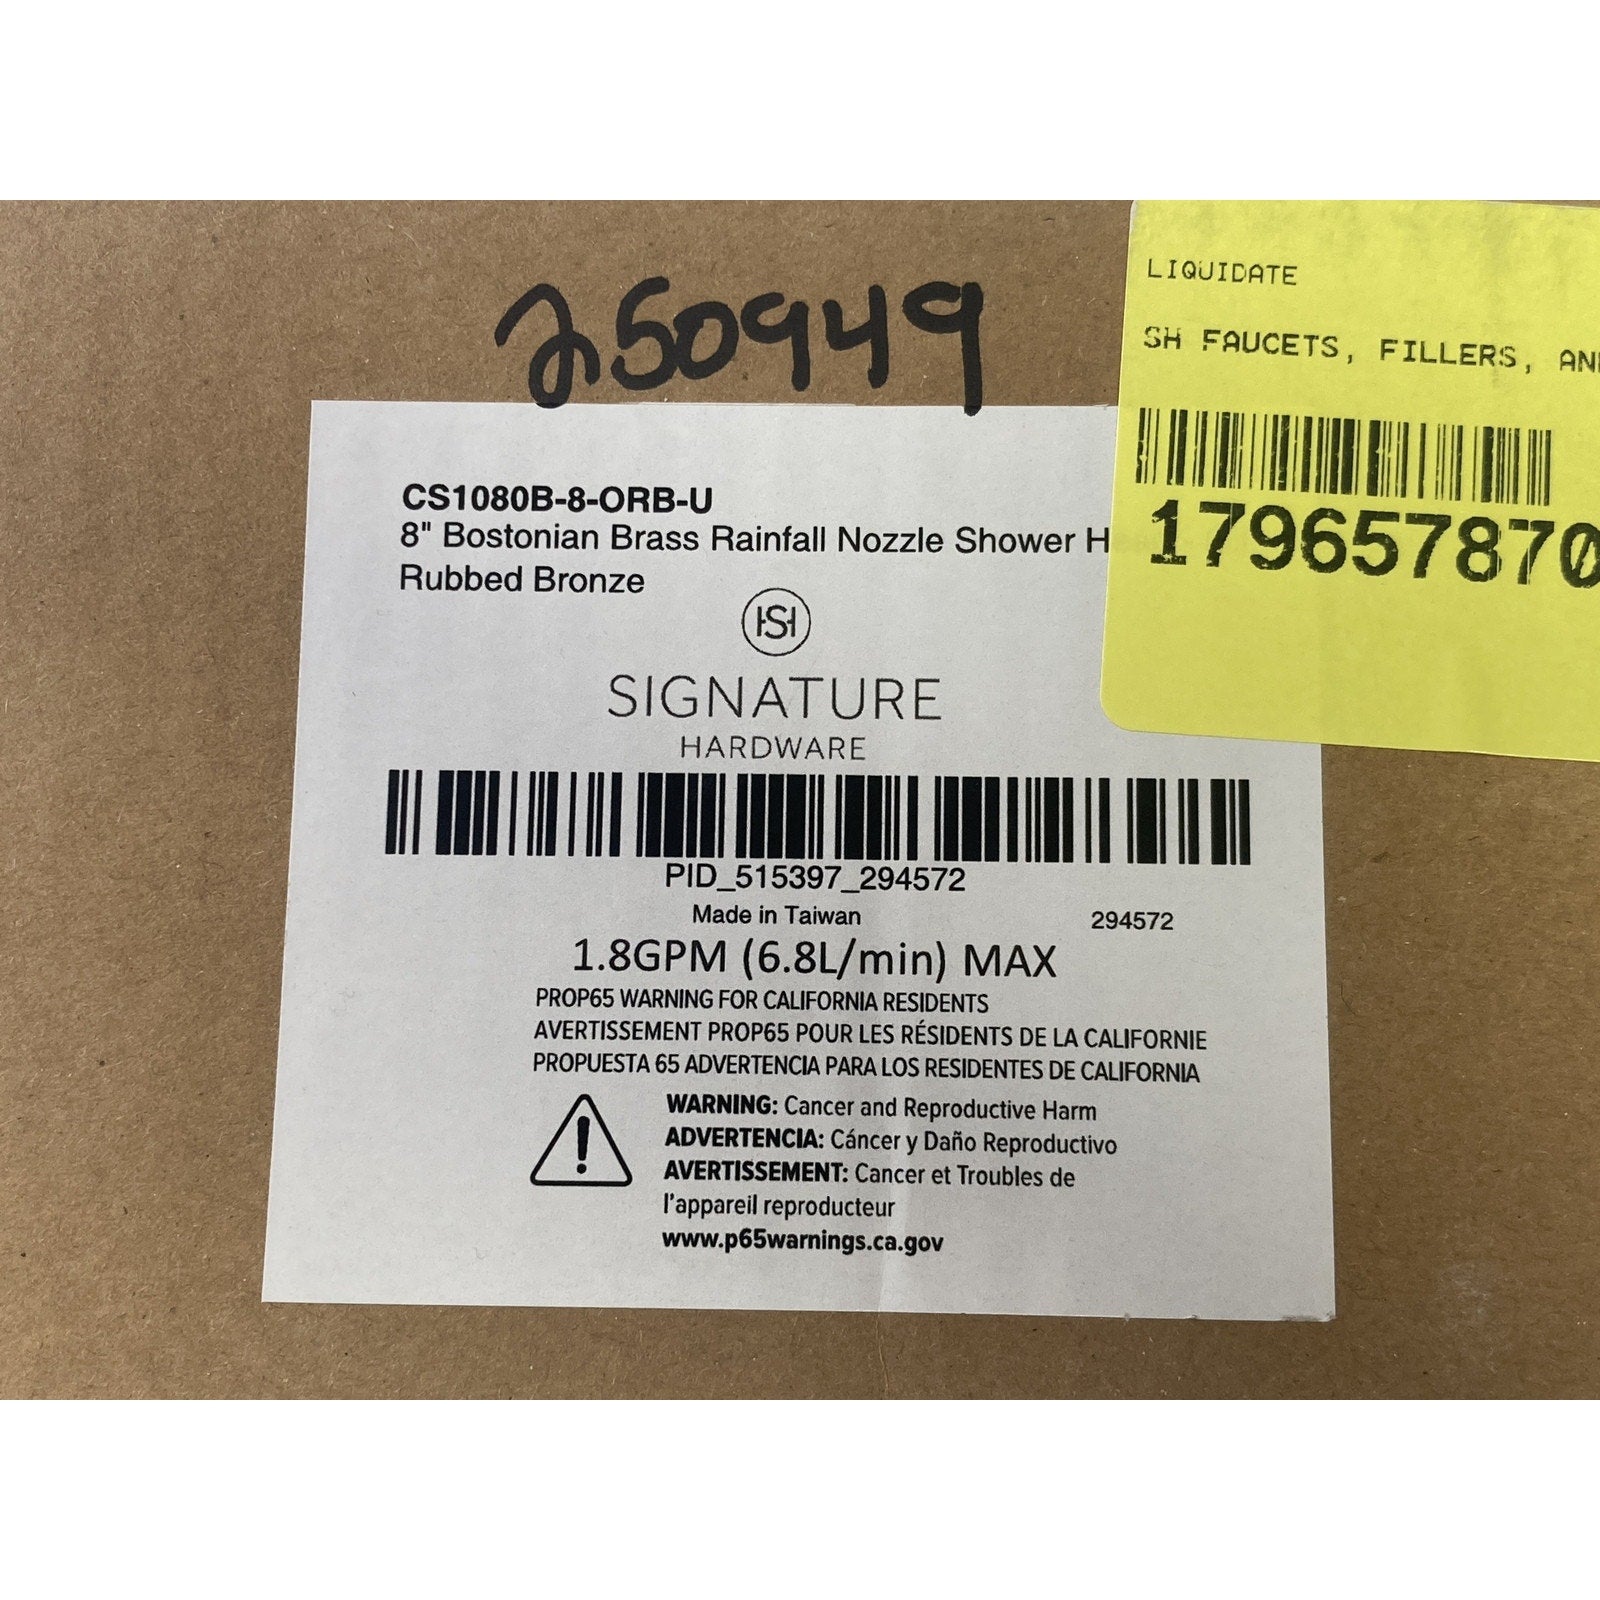 250949
LIQUIDATE
SH FAUCETS, FILLERS,
179657870
CS1080B-8-ORB-U
8" Bostonian Brass Rainfall Nozzle Shower H
Rubbed Bronze
SH
SIGNATURE
HARDWARE
PID_515397_294572
Made in Taiwan
294572
1.8GPM (6.8L/min) MAX
PROP65 WARNING FOR CALIFORNIA RESIDENTS
AVERTISSEMENT PROP65 POUR LES RÉSIDENTS DE LA CALIFORNIE
PROPUESTA 65 ADVERTENCIA PARA LOS RESIDENTES DE CALIFORNIA
WARNING: Cancer and Reproductive Harm
ADVERTENCIA: Cáncer y Daño Reproductivo
AVERTISSEMENT: Cancer et Troubles de
l'appareil reproducteur
www.p65warnings.ca.gov